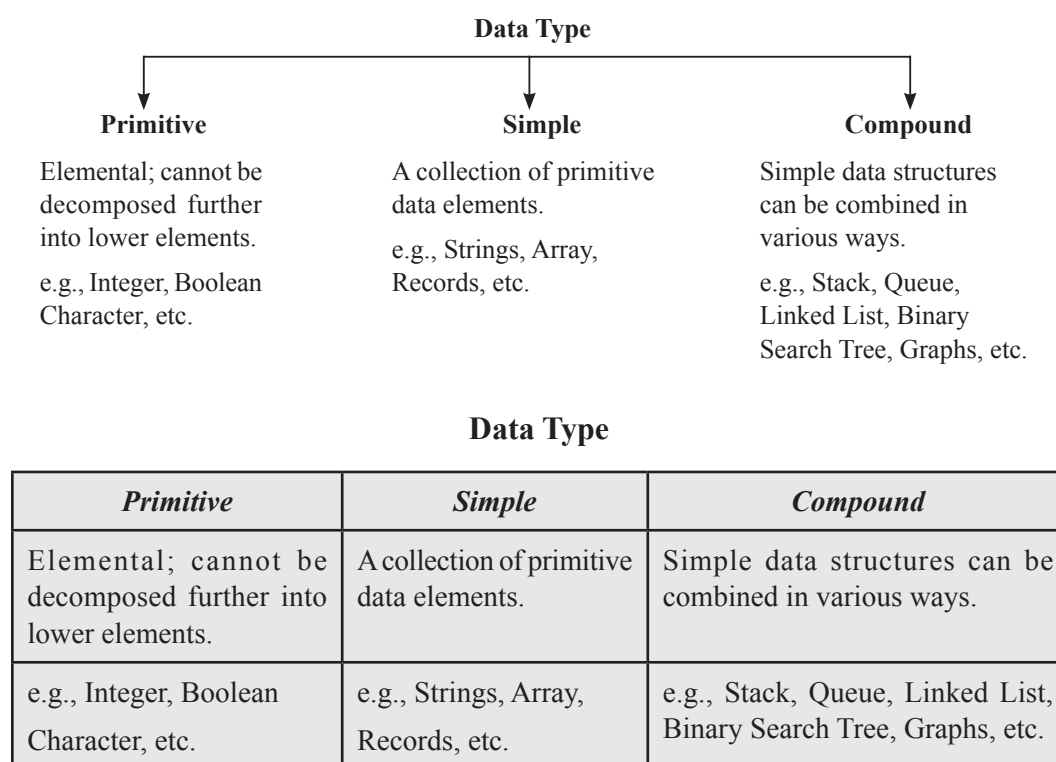 Data Type
Primitive
Elemental; cannot be
decomposed further
into lower elements.
e.g., Integer, Boolean
Character, etc.
Simple
A collection of primitive
data elements.
e.g., Strings, Array,
Records, etc.
Compound
Simple data structures
can be combined in
various ways.
e.g., Stack, Queue,
Linked List, Binary
Search Tree, Graphs, etc.
Data Type
Primitive
Simple
Compound
Elemental; cannot be
decomposed further into
lower elements.
A collection of primitive
data elements.
Simple data structures can be
combined in various ways.
e.g., Integer, Boolean
Character, etc.
e.g., Strings, Array,
Records, etc.
e.g., Stack, Queue, Linked List,
Binary Search Tree, Graphs, etc.